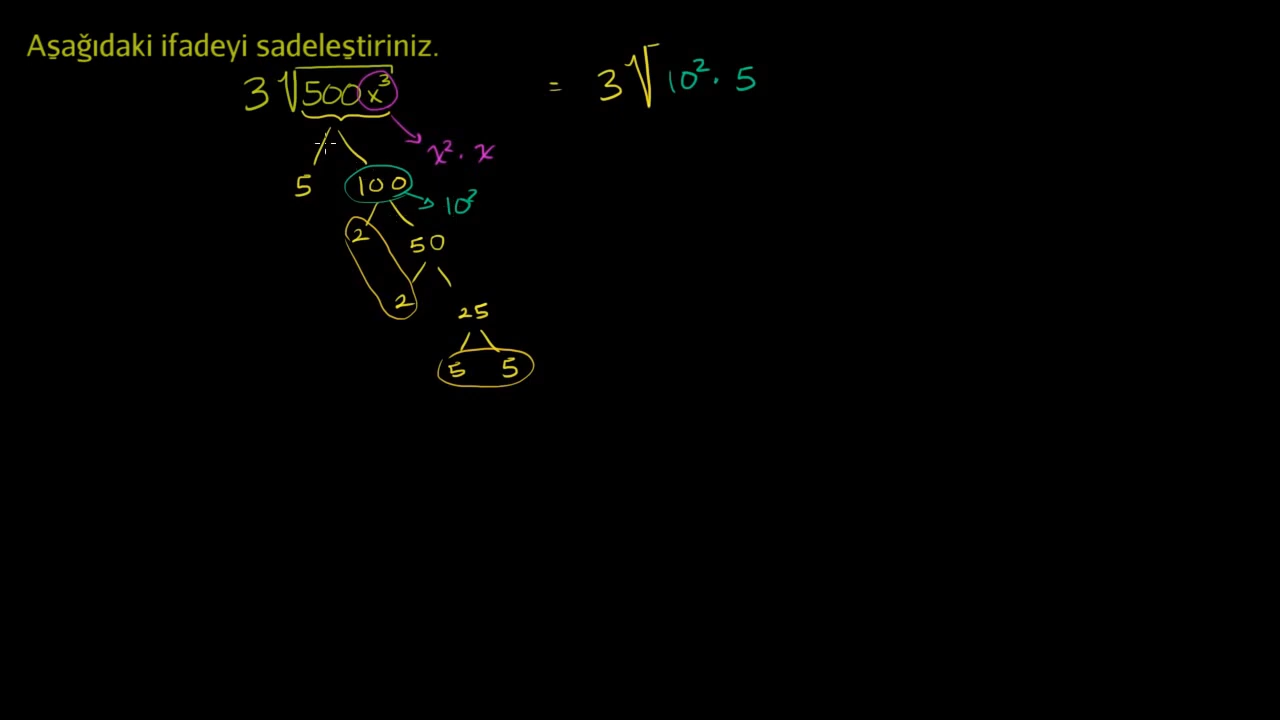 Aşağıdaki ifadeyi sadeleştiriniz.
3√500x³ = 3√10² · 5
x² · x
5 100
10²
2 50
2 25
5 5